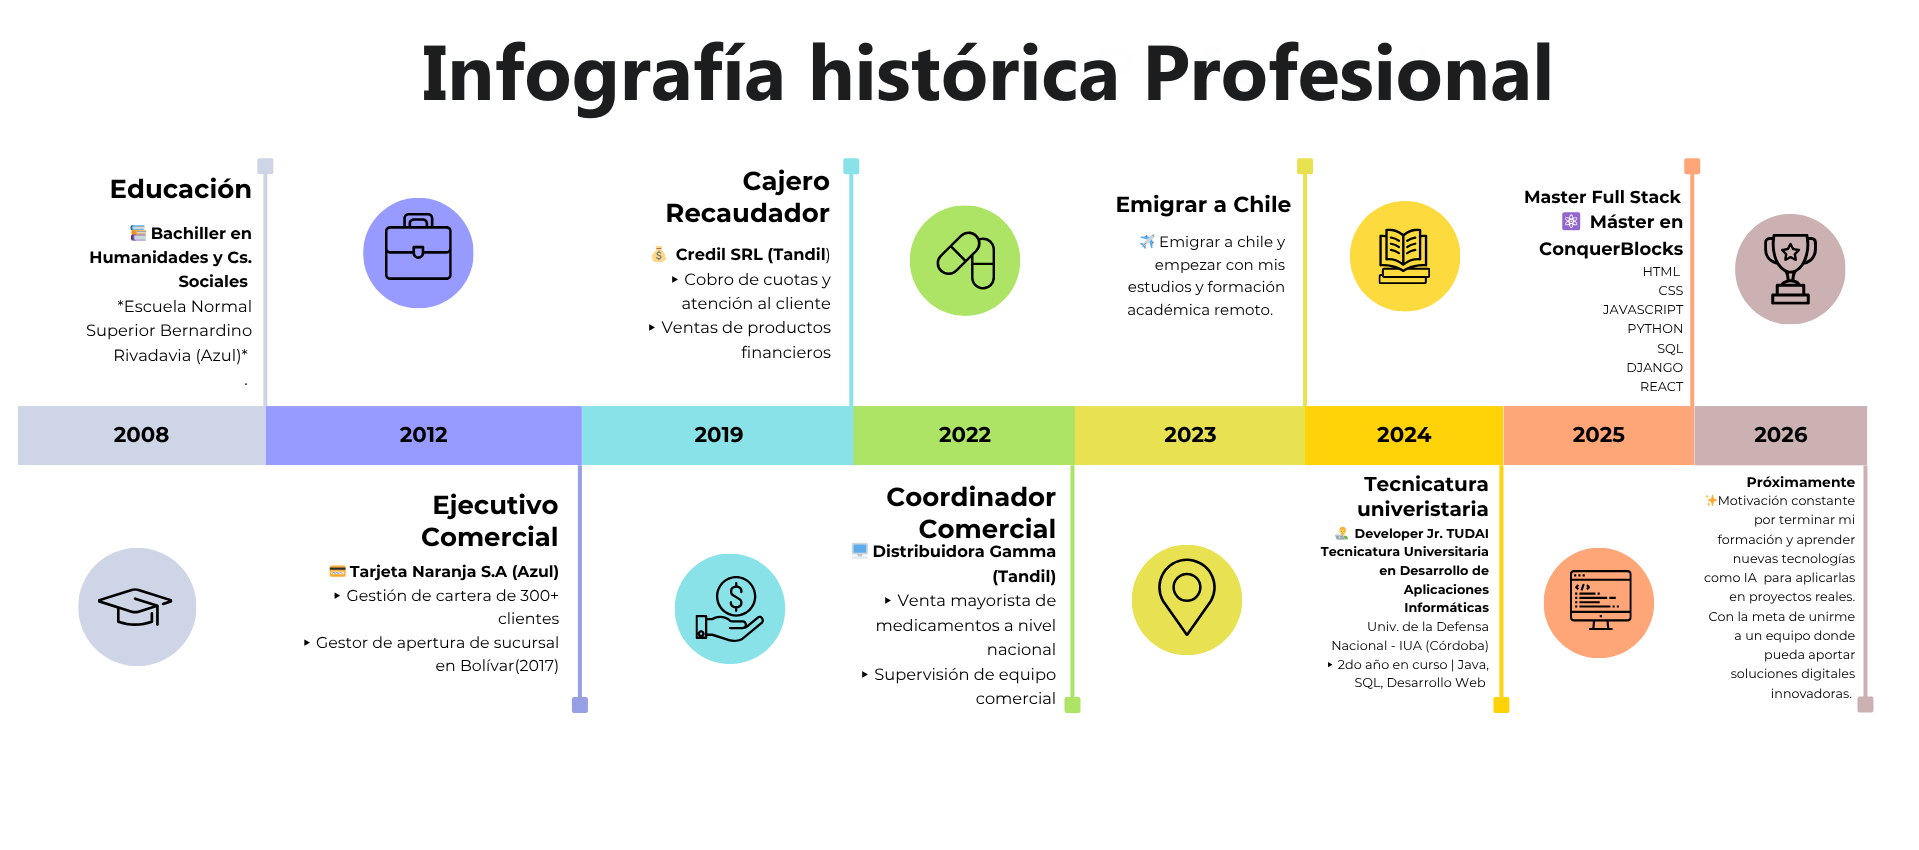 Infografía histórica Profesional
Educación
📚 Bachiller en
Humanidades y Cs.
Sociales
*Escuela Normal
Superior Bernardino
Rivadavia (Azul)*
.
Cajero
Recaudador
💰 Credil SRL (Tandil)
‣ Cobro de cuotas y
atención al cliente
‣ Ventas de productos
financieros
Emigrar a Chile
✈️ Emigrar a chile y
empezar con mis
estudios y formación
académica remoto.
Master Full Stack
⚛️ Máster en
ConquerBlocks
HTML
CSS
JAVASCRIPT
PYTHON
SQL
DJANGO
REACT
2008
2012
2019
2022
2023
2024
2025
2026
Ejecutivo
Comercial
💳 Tarjeta Naranja S.A (Azul)
‣ Gestión de cartera de 300+
clientes
‣ Gestor de apertura de sucursal
en Bolívar(2017)
Coordinador
Comercial
🖥️ Distribuidora Gamma
(Tandil)
‣ Venta mayorista de
medicamentos a nivel
nacional
‣ Supervisión de equipo
comercial
Tecnicatura
univeristaria
👨‍💻 Developer Jr. TUDAI
Tecnicatura Universitaria
en Desarrollo de
Aplicaciones
Informáticas
Univ. de la Defensa
Nacional - IUA (Córdoba)
‣ 2do año en curso | Java,
SQL, Desarrollo Web
Próximamente
✨Motivación constante
por terminar mi
formación y aprender
nuevas tecnologías
como IA para aplicarlas
en proyectos reales.
Con la meta de unirme
a un equipo donde
pueda aportar
soluciones digitales
innovadoras.